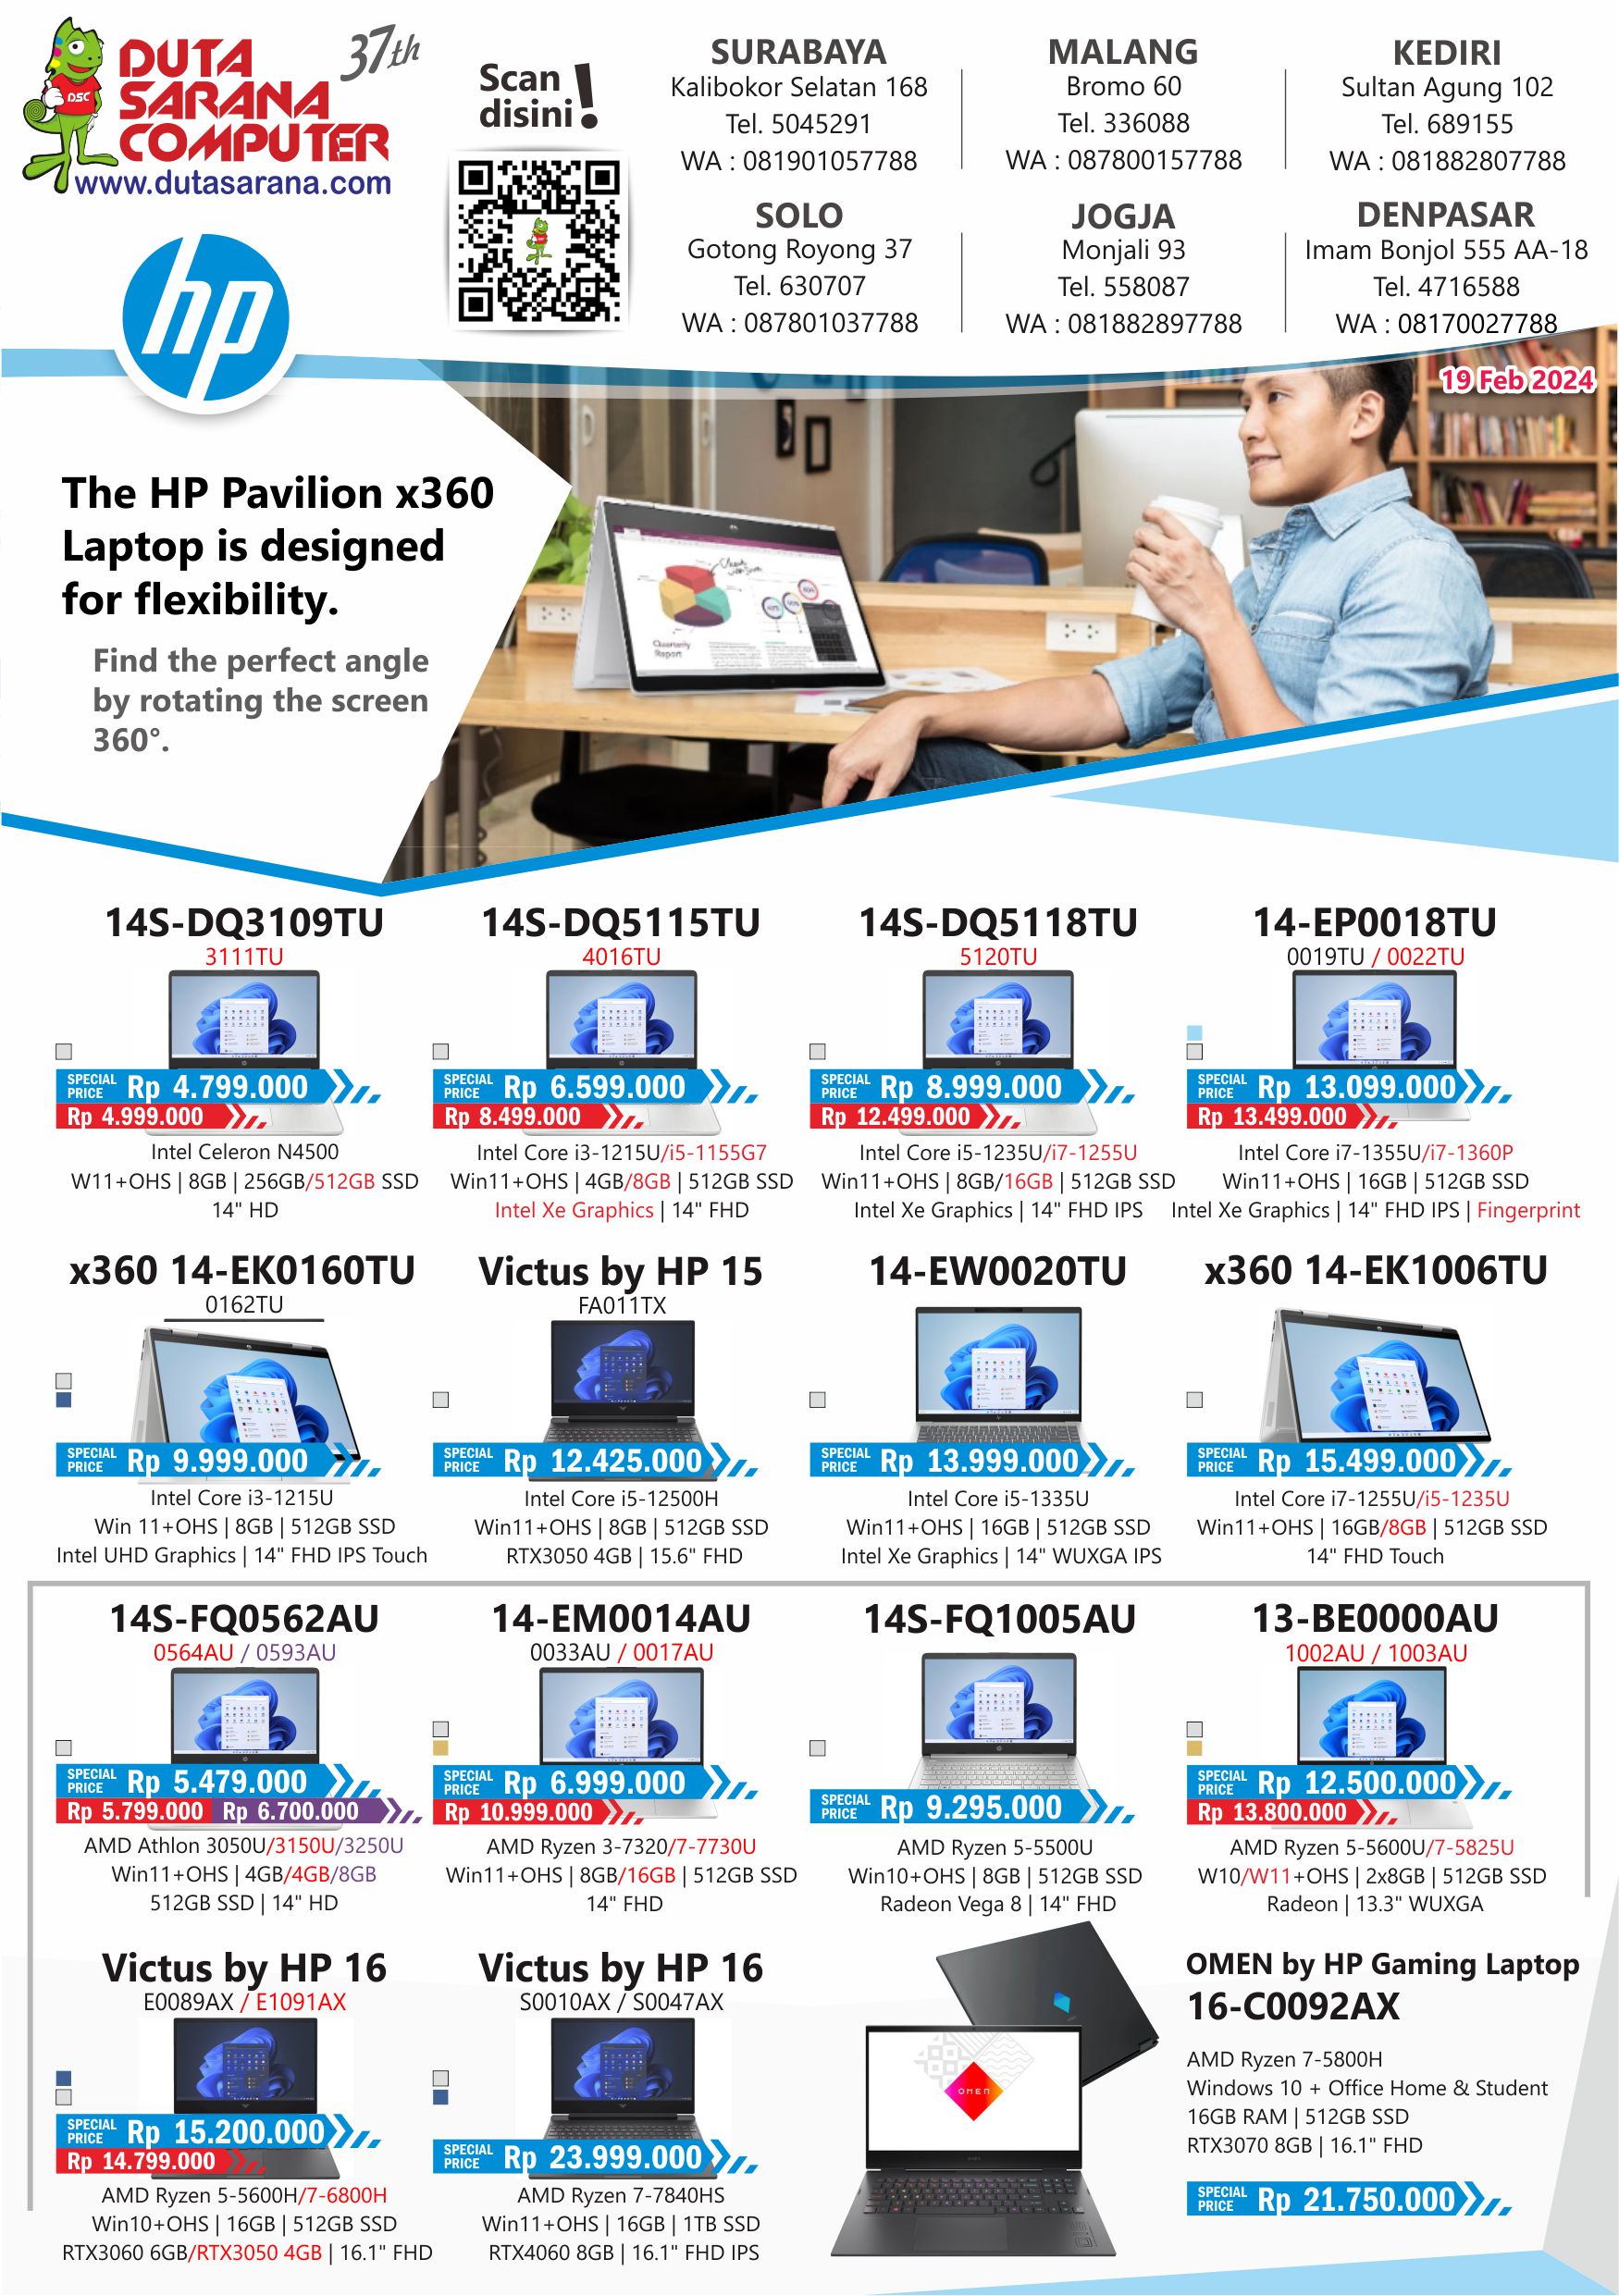 DUTA
SARANA
COMPUTER
37th
DSC
www.dutasarana.com
Scan
disini!
SURABAYA
Kalibokor Selatan 168
Tel. 5045291
WA : 081901057788
MALANG
Bromo 60
Tel. 336088
WA : 087800157788
KEDIRI
Sultan Agung 102
Tel. 689155
WA : 081882807788
SOLO
Gotong Royong 37
Tel. 630707
WA : 087801037788
JOGJA
Monjali 93
Tel. 558087
WA : 081882897788
DENPASAR
Imam Bonjol 555 AA-18
Tel. 4716588
WA : 08170027788
hp
19 Feb 2024
The HP Pavilion x360
Laptop is designed
for flexibility.
Find the perfect angle
by rotating the screen
360°.
Quarterly
Report
14S-DQ3109TU
3111TU
SPECIAL PRICE Rp 4.799.000
Rp 4.999.000
Intel Celeron N4500
W11+OHS | 8GB | 256GB/512GB SSD
14" HD
14S-DQ5115TU
4016TU
SPECIAL PRICE Rp 6.599.000
Rp 8.499.000
Intel Core i3-1215U/i5-1155G7
Win11+OHS | 4GB/8GB | 512GB SSD
Intel Xe Graphics | 14" FHD
14S-DQ5118TU
5120TU
SPECIAL PRICE Rp 8.999.000
Rp 12.499.000
Intel Core i5-1235U/i7-1255U
Win11+OHS | 8GB/16GB | 512GB SSD
Intel Xe Graphics | 14" FHD IPS
14-EP0018TU
0019TU / 0022TU
SPECIAL PRICE Rp 13.099.000
Rp 13.499.000
Intel Core i7-1355U/i7-1360P
Win11+OHS | 16GB | 512GB SSD
Intel Xe Graphics | 14" FHD IPS | Fingerprint
x360 14-EK0160TU
0162TU
SPECIAL PRICE Rp 9.999.000
Intel Core i3-1215U
Win 11+OHS | 8GB | 512GB SSD
Intel UHD Graphics | 14" FHD IPS Touch
Victus by HP 15
FA011TX
SPECIAL PRICE Rp 12.425.000
Intel Core i5-12500H
Win11+OHS | 8GB | 512GB SSD
RTX3050 4GB | 15.6" FHD
14-EW0020TU
SPECIAL PRICE Rp 13.999.000
Intel Core i5-1335U
Win11+OHS | 16GB | 512GB SSD
Intel Xe Graphics | 14" WUXGA IPS
x360 14-EK1006TU
SPECIAL PRICE Rp 15.499.000
Intel Core i7-1255U/i5-1235U
Win11+OHS | 16GB/8GB | 512GB SSD
14" FHD Touch
14S-FQ0562AU
0564AU / 0593AU
SPECIAL PRICE Rp 5.479.000
Rp 5.799.000 Rp 6.700.000
AMD Athlon 3050U/3150U/3250U
Win11+OHS | 4GB/4GB/8GB
512GB SSD | 14" HD
14-EM0014AU
0033AU / 0017AU
SPECIAL PRICE Rp 6.999.000
Rp 10.999.000
AMD Ryzen 3-7320/7-7730U
Win11+OHS | 8GB/16GB | 512GB SSD
14" FHD
14S-FQ1005AU
SPECIAL PRICE Rp 9.295.000
AMD Ryzen 5-5500U
Win10+OHS | 8GB | 512GB SSD
Radeon Vega 8 | 14" FHD
13-BE0000AU
1002AU / 1003AU
SPECIAL PRICE Rp 12.500.000
Rp 13.800.000
AMD Ryzen 5-5600U/7-5825U
W10/W11+OHS | 2x8GB | 512GB SSD
Radeon | 13.3" WUXGA
Victus by HP 16
E0089AX / E1091AX
SPECIAL PRICE Rp 15.200.000
Rp 14.799.000
AMD Ryzen 5-5600H/7-6800H
Win10+OHS | 16GB | 512GB SSD
RTX3060 6GB/RTX3050 4GB | 16.1" FHD
Victus by HP 16
S0010AX / S0047AX
SPECIAL PRICE Rp 23.999.000
AMD Ryzen 7-7840HS
Win11+OHS | 16GB | 1TB SSD
RTX4060 8GB | 16.1" FHD IPS
OMEN
OMEN by HP Gaming Laptop
16-C0092AX
AMD Ryzen 7-5800H
Windows 10 + Office Home & Student
16GB RAM | 512GB SSD
RTX3070 8GB | 16.1" FHD
SPECIAL PRICE Rp 21.750.000